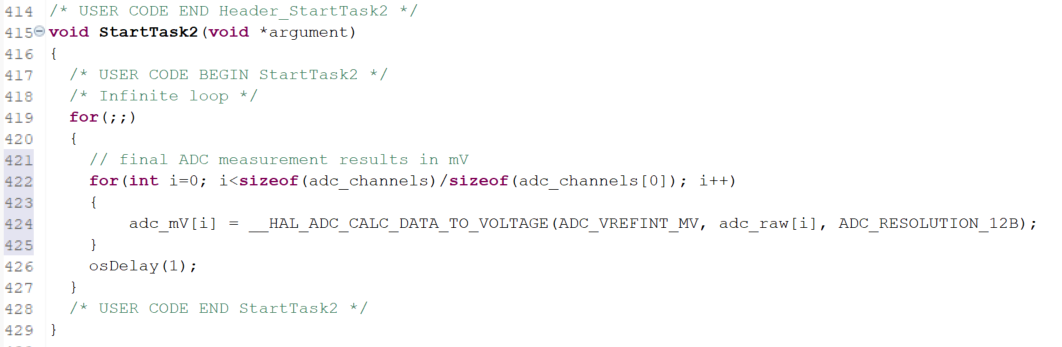 414 /* USER CODE END Header_StartTask2 */
415 void StartTask2(void *argument)
416 {
417   /* USER CODE BEGIN StartTask2 */
418   /* Infinite loop */
419   for(;;)
420   {
421     // final ADC measurement results in mV
422     for(int i=0; i<sizeof(adc_channels)/sizeof(adc_channels[0]); i++)
423     {
424         adc_mV[i] = __HAL_ADC_CALC_DATA_TO_VOLTAGE(ADC_VREFINT_MV, adc_raw[i], ADC_RESOLUTION_12B);
425     }
426     osDelay(1);
427   }
428   /* USER CODE END StartTask2 */
429 }